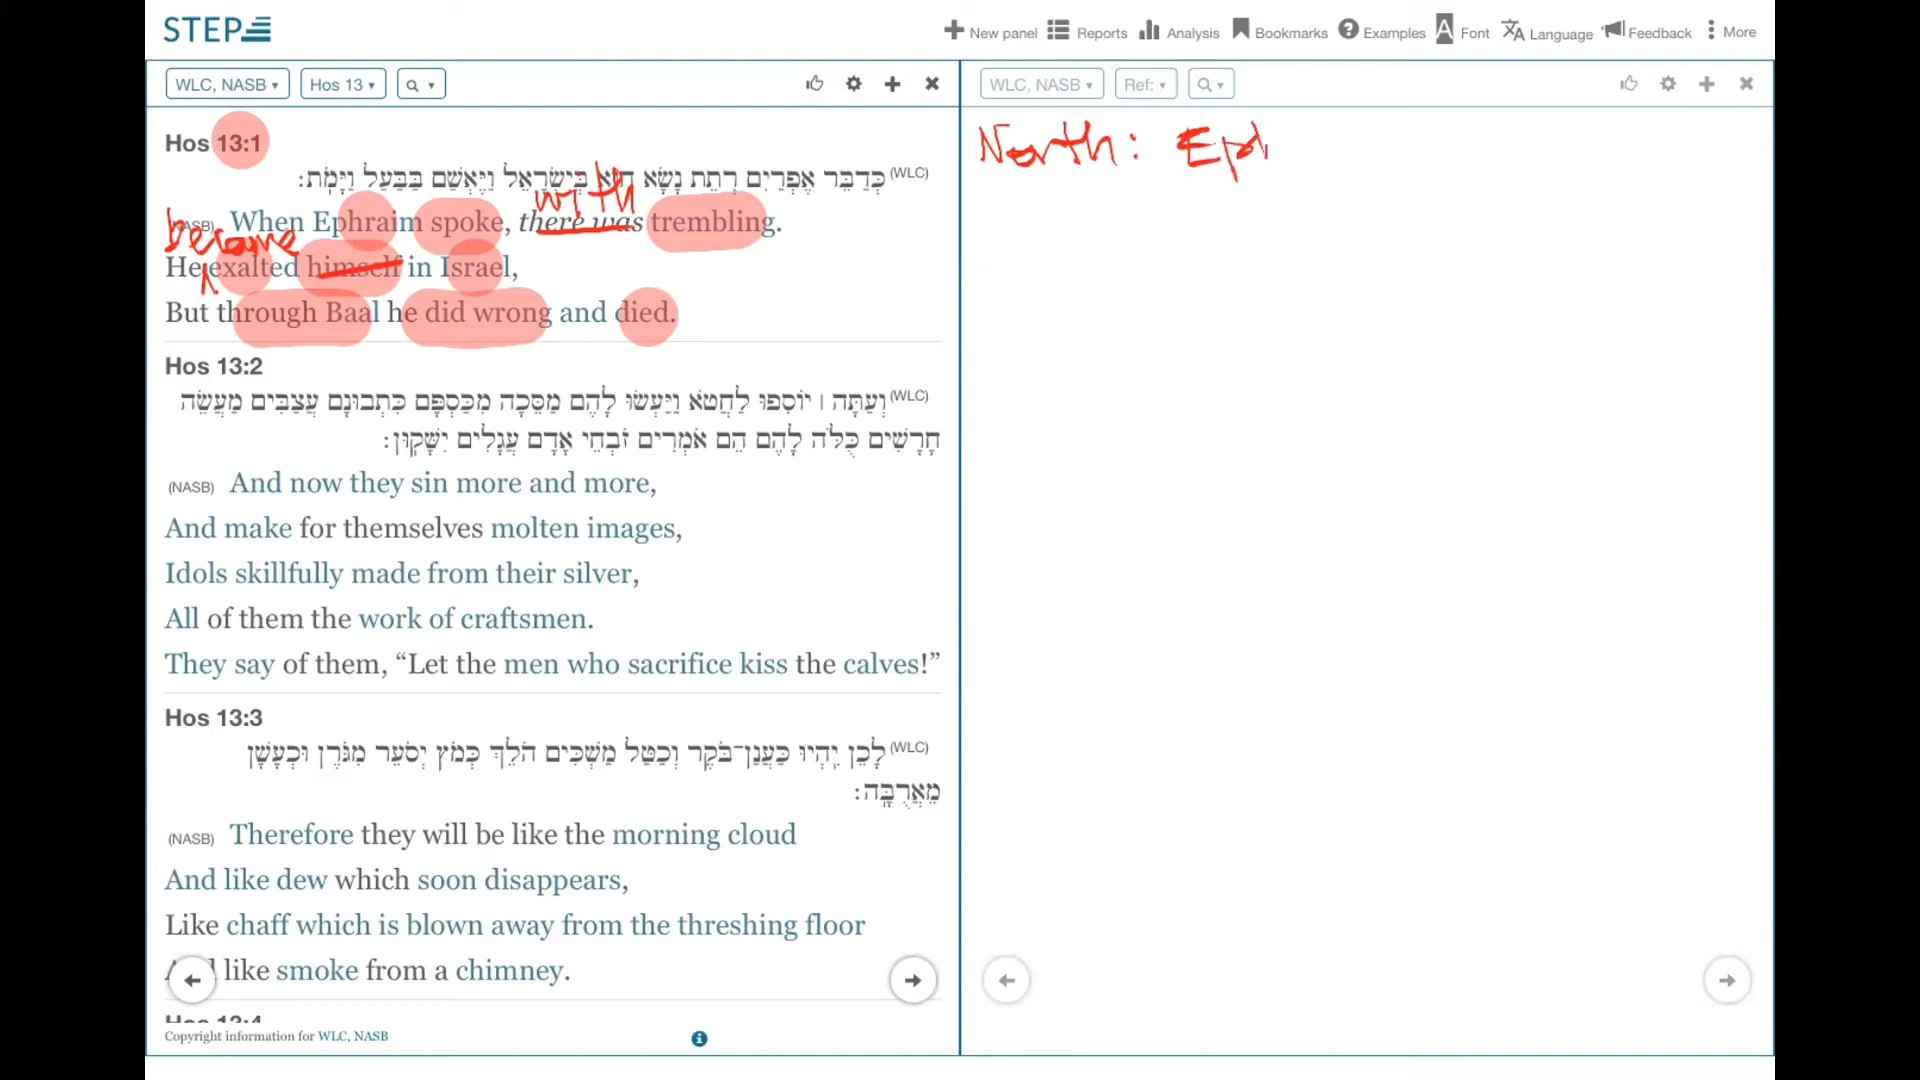 STEP
New panel Reports Analysis Bookmarks Examples Font Language Feedback More
WLC, NASB Hos 13
WLC, NASB Ref:
North: Eph
Hos 13:1
(WLC) כְּדַבֵּר אֶפְרַיִם רְתֵת נָשָׂא הוּא בְּיִשְׂרָאֵל וַיֶּאְשַׁם בַּבַּעַל וַיָּמֹת׃
with
(NASB) When Ephraim spoke, there was trembling.
became
He exalted himself in Israel,
But through Baal he did wrong and died.
Hos 13:2
(WLC) וְעַתָּה ׀ יוֹסִפוּ לַחֲטֹא וַיַּעְשׂוּ לָהֶם מַסֵּכָה מִכַּסְפָּם כִּתְבוּנָם עֲצַבִּים מַעֲשֵׂה
חָרָשִׁים כֻּלֹּה לָהֶם הֵם אֹמְרִים זֹבְחֵי אָדָם עֲגָלִים יִשָּׁקוּן׃
(NASB) And now they sin more and more,
And make for themselves molten images,
Idols skillfully made from their silver,
All of them the work of craftsmen.
They say of them, “Let the men who sacrifice kiss the calves!”
Hos 13:3
(WLC) לָכֵן יִהְיוּ כַּעֲנַן־בֹּקֶר וְכַטַּל מַשְׁכִּים הֹלֵךְ כְּמֹץ יְסֹעֵר מִגֹּרֶן וּכְעָשָׁן
מֵאֲרֻבָּה׃
(NASB) Therefore they will be like the morning cloud
And like dew which soon disappears,
Like chaff which is blown away from the threshing floor
like smoke from a chimney.
Hos 13:4
Copyright information for WLC, NASB